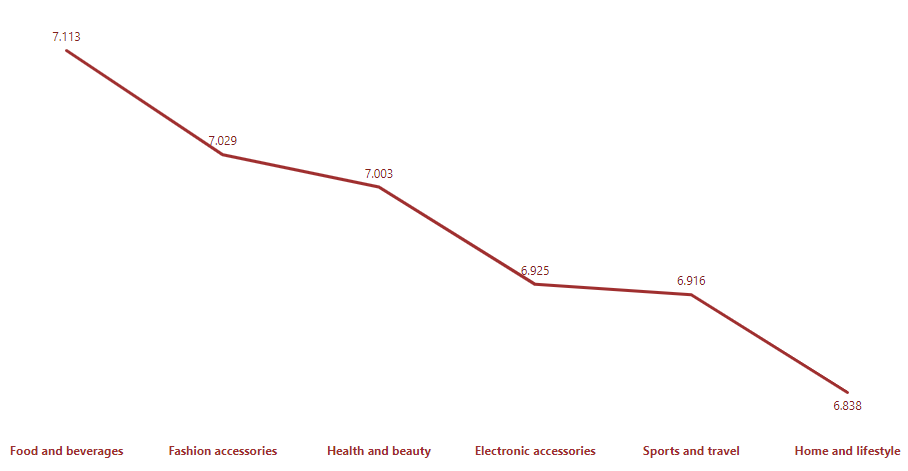 7.113
7.029
7.003
6.925
6.916
6.838
Food and beverages
Fashion accessories
Health and beauty
Electronic accessories
Sports and travel
Home and lifestyle